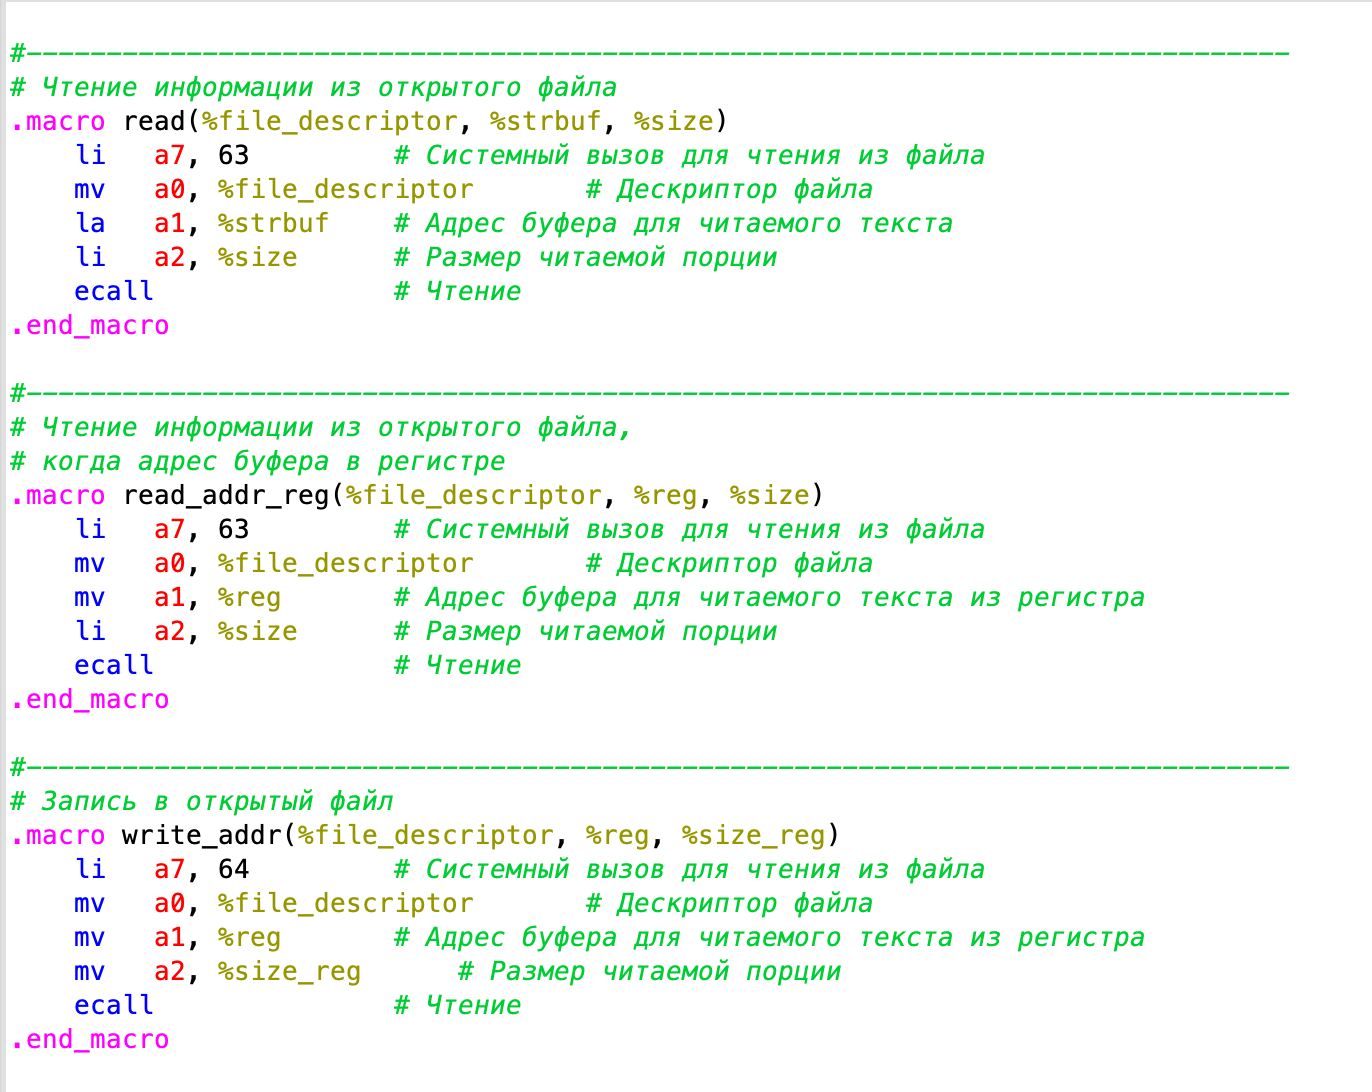 #-------------------------------------------------------------------------------
# Чтение информации из открытого файла
.macro read(%file_descriptor, %strbuf, %size)
    li   a7, 63         # Системный вызов для чтения из файла
    mv   a0, %file_descriptor       # Дескриптор файла
    la   a1, %strbuf    # Адрес буфера для читаемого текста
    li   a2, %size      # Размер читаемой порции
    ecall               # Чтение
.end_macro
#-------------------------------------------------------------------------------
# Чтение информации из открытого файла,
# когда адрес буфера в регистре
.macro read_addr_reg(%file_descriptor, %reg, %size)
    li   a7, 63         # Системный вызов для чтения из файла
    mv   a0, %file_descriptor       # Дескриптор файла
    mv   a1, %reg       # Адрес буфера для читаемого текста из регистра
    li   a2, %size      # Размер читаемой порции
    ecall               # Чтение
.end_macro
#-------------------------------------------------------------------------------
# Запись в открытый файл
.macro write_addr(%file_descriptor, %reg, %size_reg)
    li   a7, 64         # Системный вызов для чтения из файла
    mv   a0, %file_descriptor       # Дескриптор файла
    mv   a1, %reg       # Адрес буфера для читаемого текста из регистра
    mv   a2, %size_reg      # Размер читаемой порции
    ecall               # Чтение
.end_macro